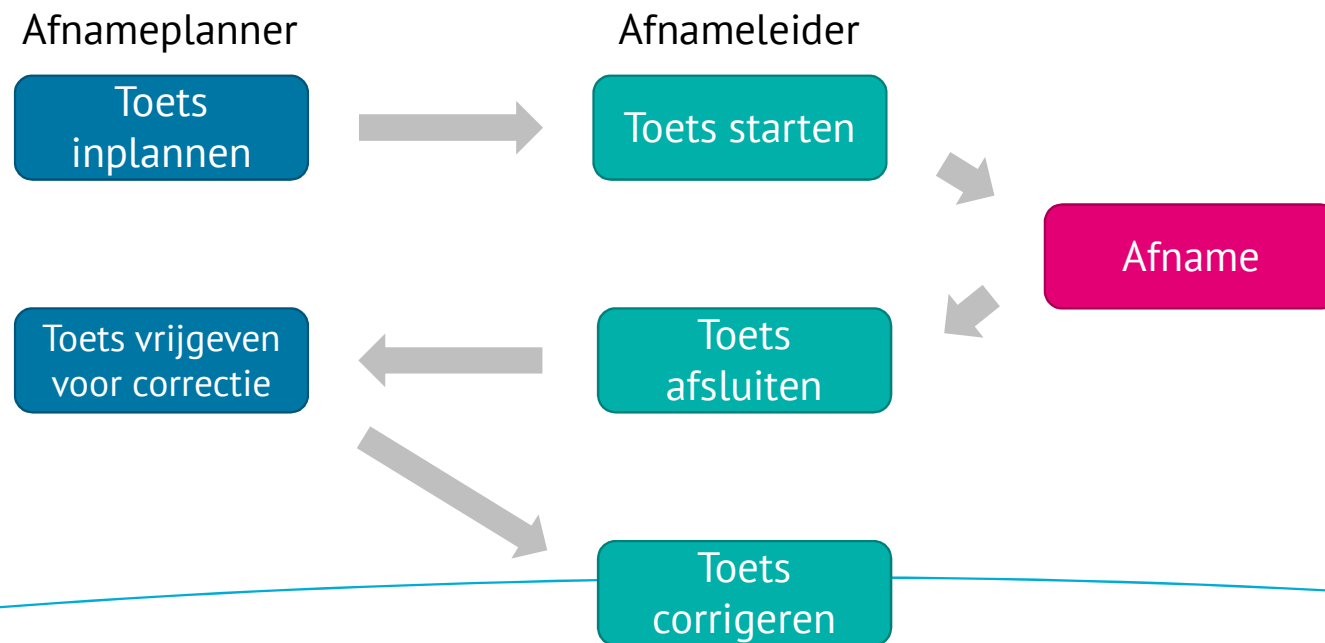 Afnameplanner
Afnameleider
Toets
inplannen
Toets starten
Afname
Toets vrijgeven
voor correctie
Toets
afsluiten
Toets
corrigeren